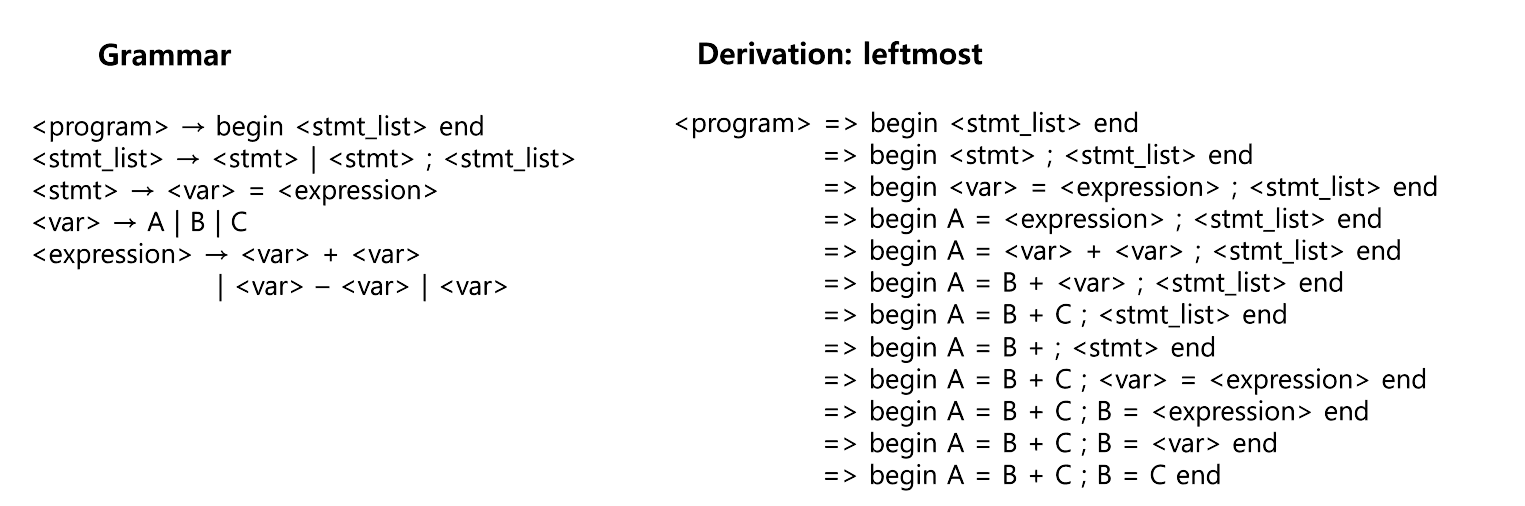 Grammar
<program> → begin <stmt_list> end
<stmt_list> → <stmt> | <stmt> ; <stmt_list>
<stmt> → <var> = <expression>
<var> → A | B | C
<expression> → <var> + <var>
| <var> – <var> | <var>
Derivation: leftmost
<program> => begin <stmt_list> end
=> begin <stmt> ; <stmt_list> end
=> begin <var> = <expression> ; <stmt_list> end
=> begin A = <expression> ; <stmt_list> end
=> begin A = <var> + <var> ; <stmt_list> end
=> begin A = B + <var> ; <stmt_list> end
=> begin A = B + C ; <stmt_list> end
=> begin A = B + ; <stmt> end
=> begin A = B + C ; <var> = <expression> end
=> begin A = B + C ; B = <expression> end
=> begin A = B + C ; B = <var> end
=> begin A = B + C ; B = C end